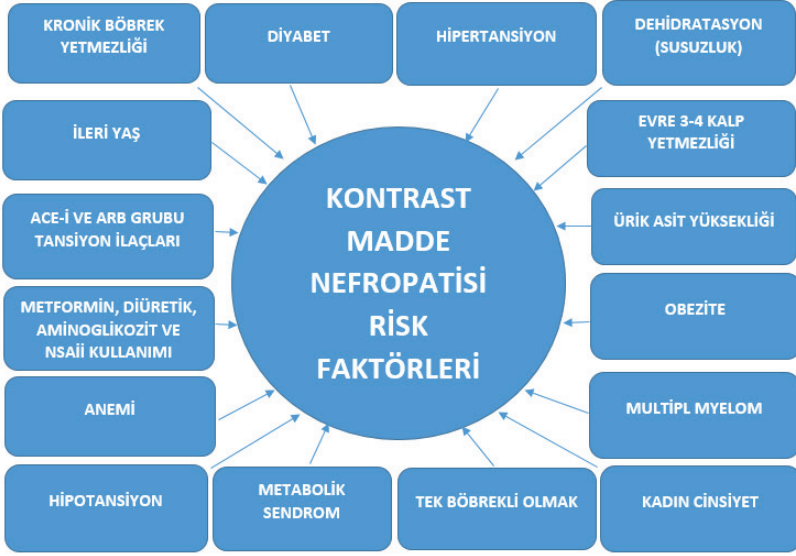 KRONİK BÖBREK
YETMEZLİĞİ
DİYABET
HİPERTANSİYON
DEHİDRATASYON
(SUSUZLUK)
İLERİ YAŞ
EVRE 3-4 KALP
YETMEZLİĞİ
ACE-İ VE ARB GRUBU
TANSİYON İLAÇLARI
KONTRAST
MADDE
NEFROPATİSİ
RİSK
FAKTÖRLERİ
ÜRİK ASİT YÜKSEKLİĞİ
METFORMIN, DİÜRETİK,
AMİNOGLİKOZİT VE
NSAİİ KULLANIMI
OBEZİTE
ANEMİ
MULTİPL MYELOM
HİPOTANSİYON
METABOLİK
SENDROM
TEK BÖBREKLİ OLMAK
KADIN CİNSİYET